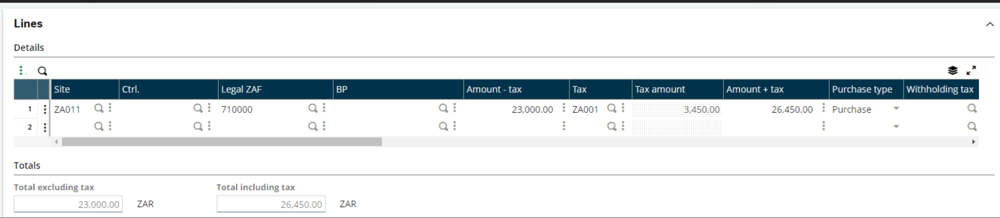 Lines
Details
Site Ctrl. Legal ZAF BP Amount - tax Tax Tax amount Amount + tax Purchase type Withholding tax
1 ZA011 710000 23,000.00 ZA001 3,450.00 26,450.00 Purchase
2
Totals
Total excluding tax Total including tax
23,000.00 ZAR 26,450.00 ZAR